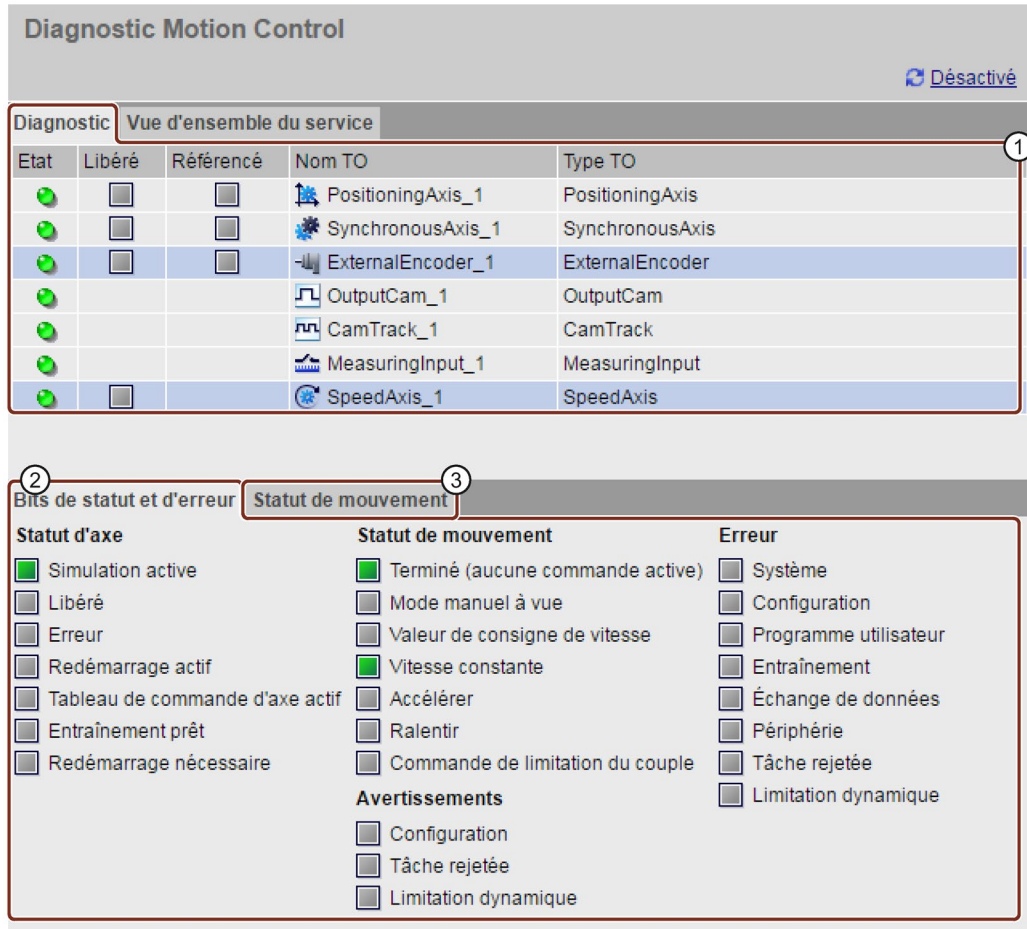 Diagnostic Motion Control
Désactivé
Diagnostic Vue d'ensemble du service
1
Etat Libéré Référencé Nom TO Type TO
PositioningAxis_1 PositioningAxis
SynchronousAxis_1 SynchronousAxis
ExternalEncoder_1 ExternalEncoder
OutputCam_1 OutputCam
CamTrack_1 CamTrack
MeasuringInput_1 MeasuringInput
SpeedAxis_1 SpeedAxis
2 3
Bits de statut et d'erreur Statut de mouvement
Statut d'axe Statut de mouvement Erreur
Simulation active Terminé (aucune commande active) Système
Libéré Mode manuel à vue Configuration
Erreur Valeur de consigne de vitesse Programme utilisateur
Redémarrage actif Vitesse constante Entraînement
Tableau de commande d'axe actif Accélérer Échange de données
Entraînement prêt Ralentir Périphérie
Redémarrage nécessaire Commande de limitation du couple Tâche rejetée
Avertissements Limitation dynamique
Configuration
Tâche rejetée
Limitation dynamique